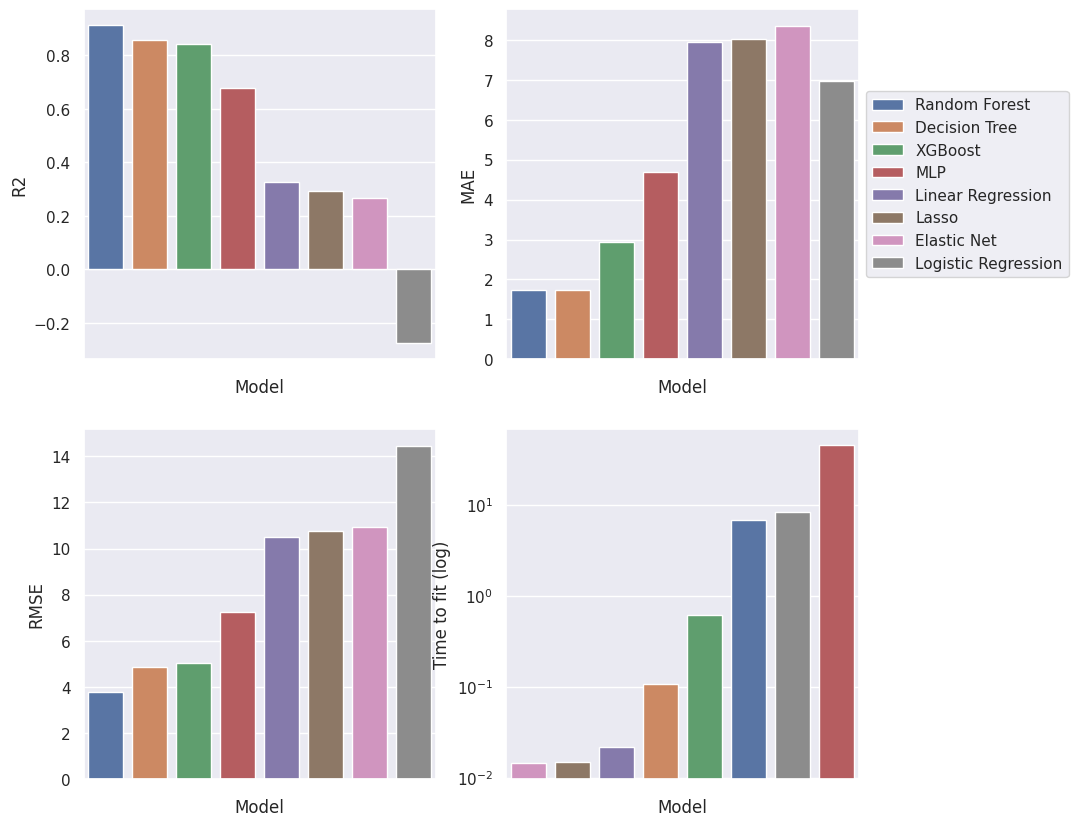 0.8
0.6
0.4
0.2
0.0
−0.2
R2
Model
8
7
6
5
4
3
2
1
0
MAE
Model
Random Forest
Decision Tree
XGBoost
MLP
Linear Regression
Lasso
Elastic Net
Logistic Regression
14
12
10
8
6
4
2
0
RMSE
Model
10¹
10⁰
10⁻¹
10⁻²
Time to fit (log)
Model